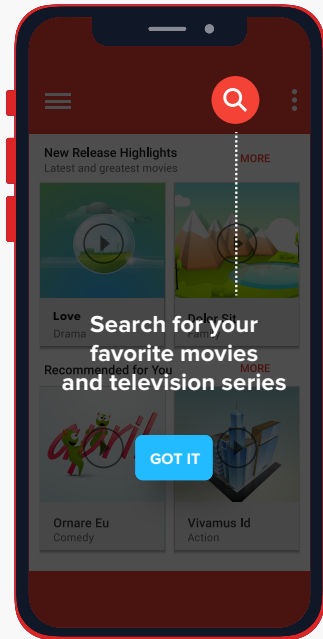 New Release Highlights
MORE
Latest and greatest movies
Love
Dolor Sit
Drama
Family
Search for your
favorite movies
and television series
Recommended for You
MORE
april
GOT IT
Ornare Eu
Vivamus Id
Comedy
Action